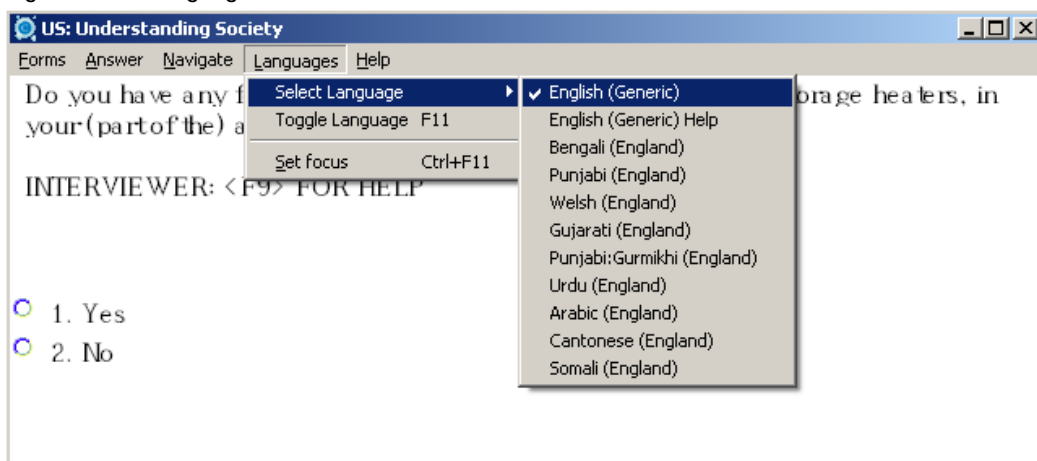 US: Understanding Society
Forms Answer Navigate Languages Help
Do you have any f
orage heaters, in
your (part of the) a
INTERVIEWER: <F9> FOR HELP
1. Yes
2. No
Select Language
Toggle Language F11
Set focus Ctrl+F11
✔ English (Generic)
English (Generic) Help
Bengali (England)
Punjabi (England)
Welsh (England)
Gujarati (England)
Punjabi:Gurmikhi (England)
Urdu (England)
Arabic (England)
Cantonese (England)
Somali (England)